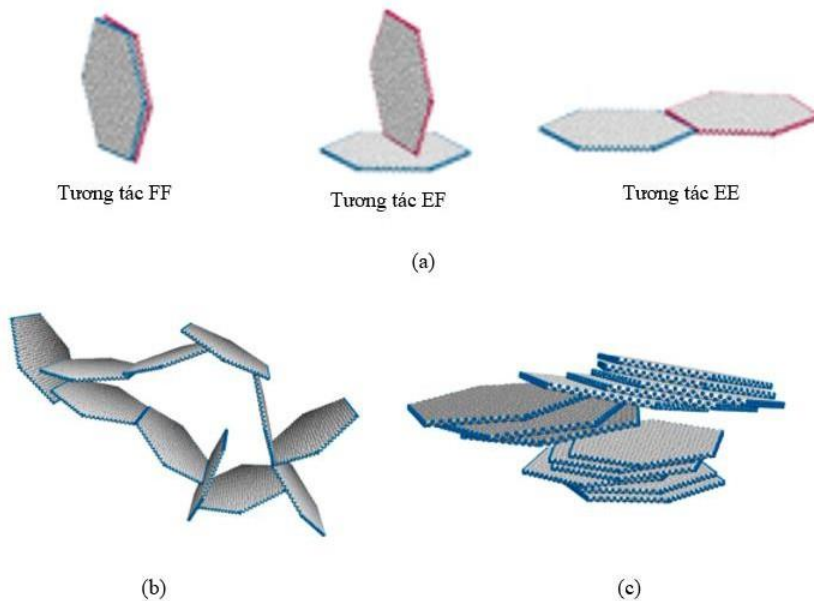 Tương tác FF
Tương tác EF
Tương tác EE
(a)
(b)
(c)